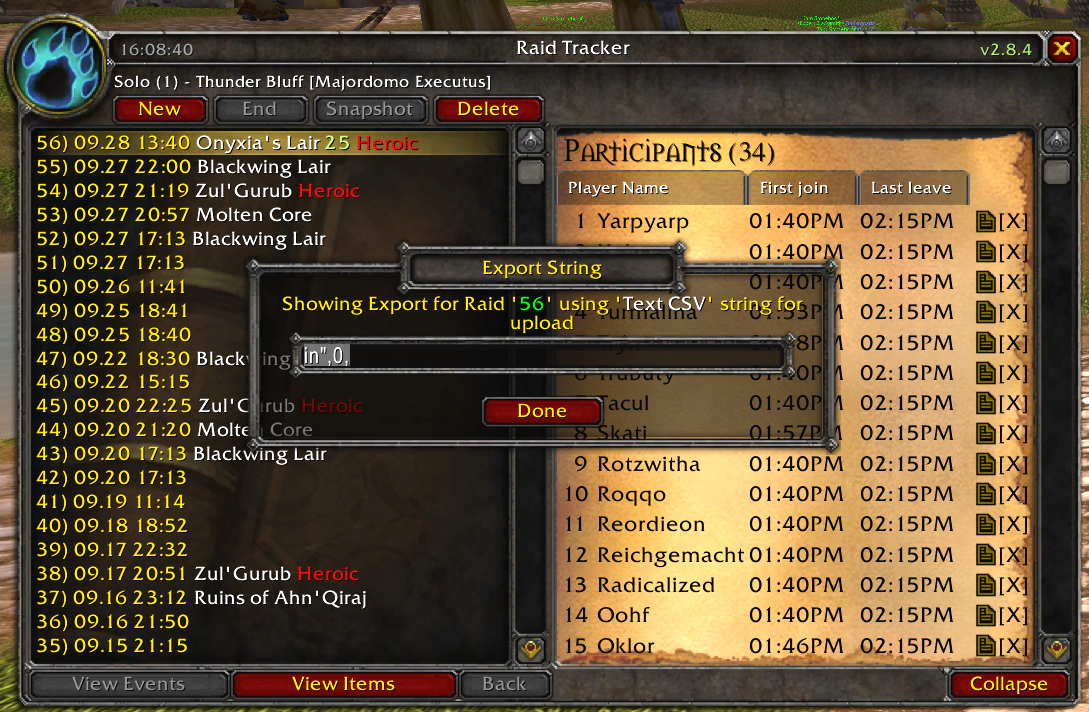 16:08:40
Raid Tracker
v2.8.4
Solo (1) - Thunder Bluff [Majordomo Executus]
New
End
Snapshot
Delete
56) 09.28 13:40 Onyxia's Lair 25 Heroic
55) 09.27 22:00 Blackwing Lair
54) 09.27 21:19 Zul'Gurub Heroic
53) 09.27 20:57 Molten Core
52) 09.27 17:13 Blackwing Lair
51) 09.27 17:13
50) 09.26 11:41
49) 09.25 18:41
48) 09.25 18:40
47) 09.22 18:30 Blackwing
46) 09.22 15:15
45) 09.20 22:25 Zul'Gurub Heroic
44) 09.20 21:20 Molten Core
43) 09.20 17:13 Blackwing Lair
42) 09.20 17:13
41) 09.19 11:14
40) 09.18 18:52
39) 09.17 22:32
38) 09.17 20:51 Zul'Gurub Heroic
37) 09.16 23:12 Ruins of Ahn'Qiraj
36) 09.16 21:50
35) 09.15 21:15
Export String
Showing Export for Raid '56' using 'Text CSV' string for
upload
in",0,
Done
Participants (34)
Player Name
First join
Last leave
1 Yarpyarp 01:40PM 02:15PM [X]
01:40PM 02:15PM [X]
01:40PM 02:15PM [X]
02:15PM [X]
02:15PM [X]
01:40PM 02:15PM [X]
Tacul 01:40PM 02:15PM [X]
8 Skati 01:57PM 02:15PM [X]
9 Rotzwitha 01:40PM 02:15PM [X]
10 Roqqo 01:40PM 02:15PM [X]
11 Reordieon 01:40PM 02:15PM [X]
12 Reichgemacht 01:40PM 02:15PM [X]
13 Radicalized 01:40PM 02:15PM [X]
14 Oohf 01:40PM 02:15PM [X]
15 Oklor 01:46PM 02:15PM [X]
View Events
View Items
Back
Collapse